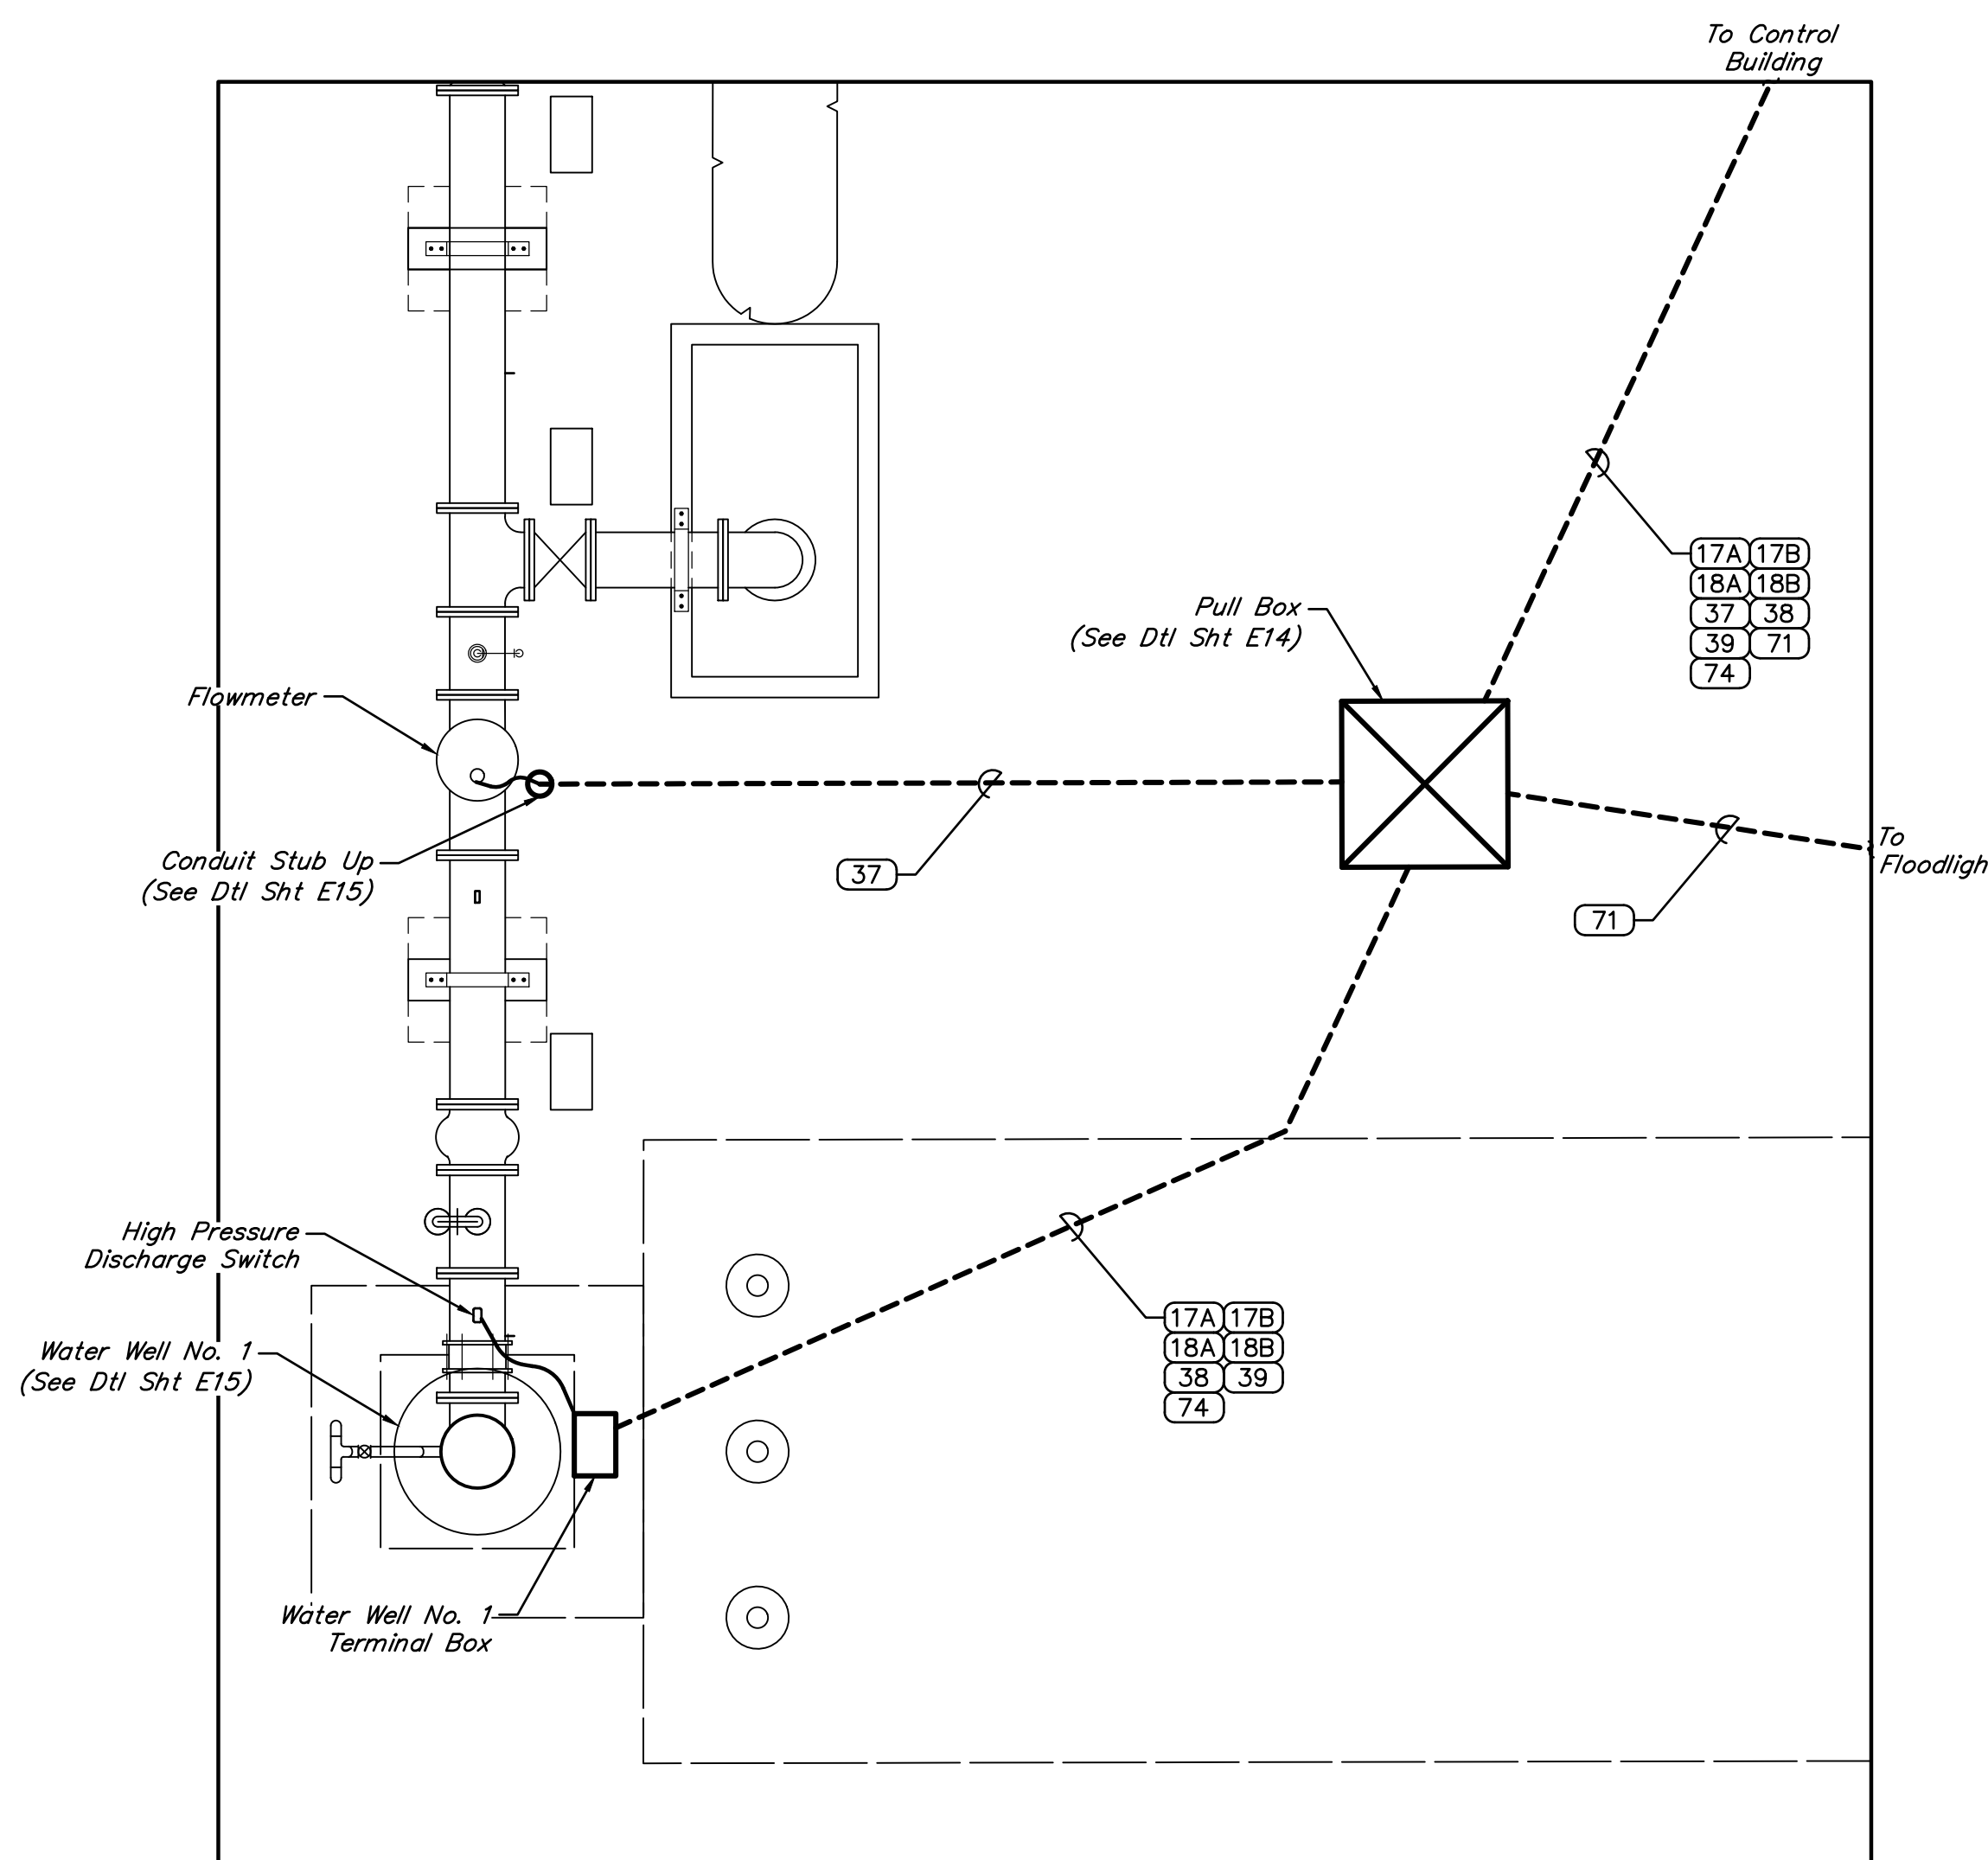 To Control
Building
17A 17B
18A 18B
37 38
39 71
74
Pull Box
(See Dtl Sht E14)
Flowmeter
Conduit Stub Up
(See Dtl Sht E15)
37
To
Floodligh
71
High Pressure
Discharge Switch
Water Well No. 1
(See Dtl Sht E15)
17A 17B
18A 18B
38 39
74
Water Well No. 1
Terminal Box